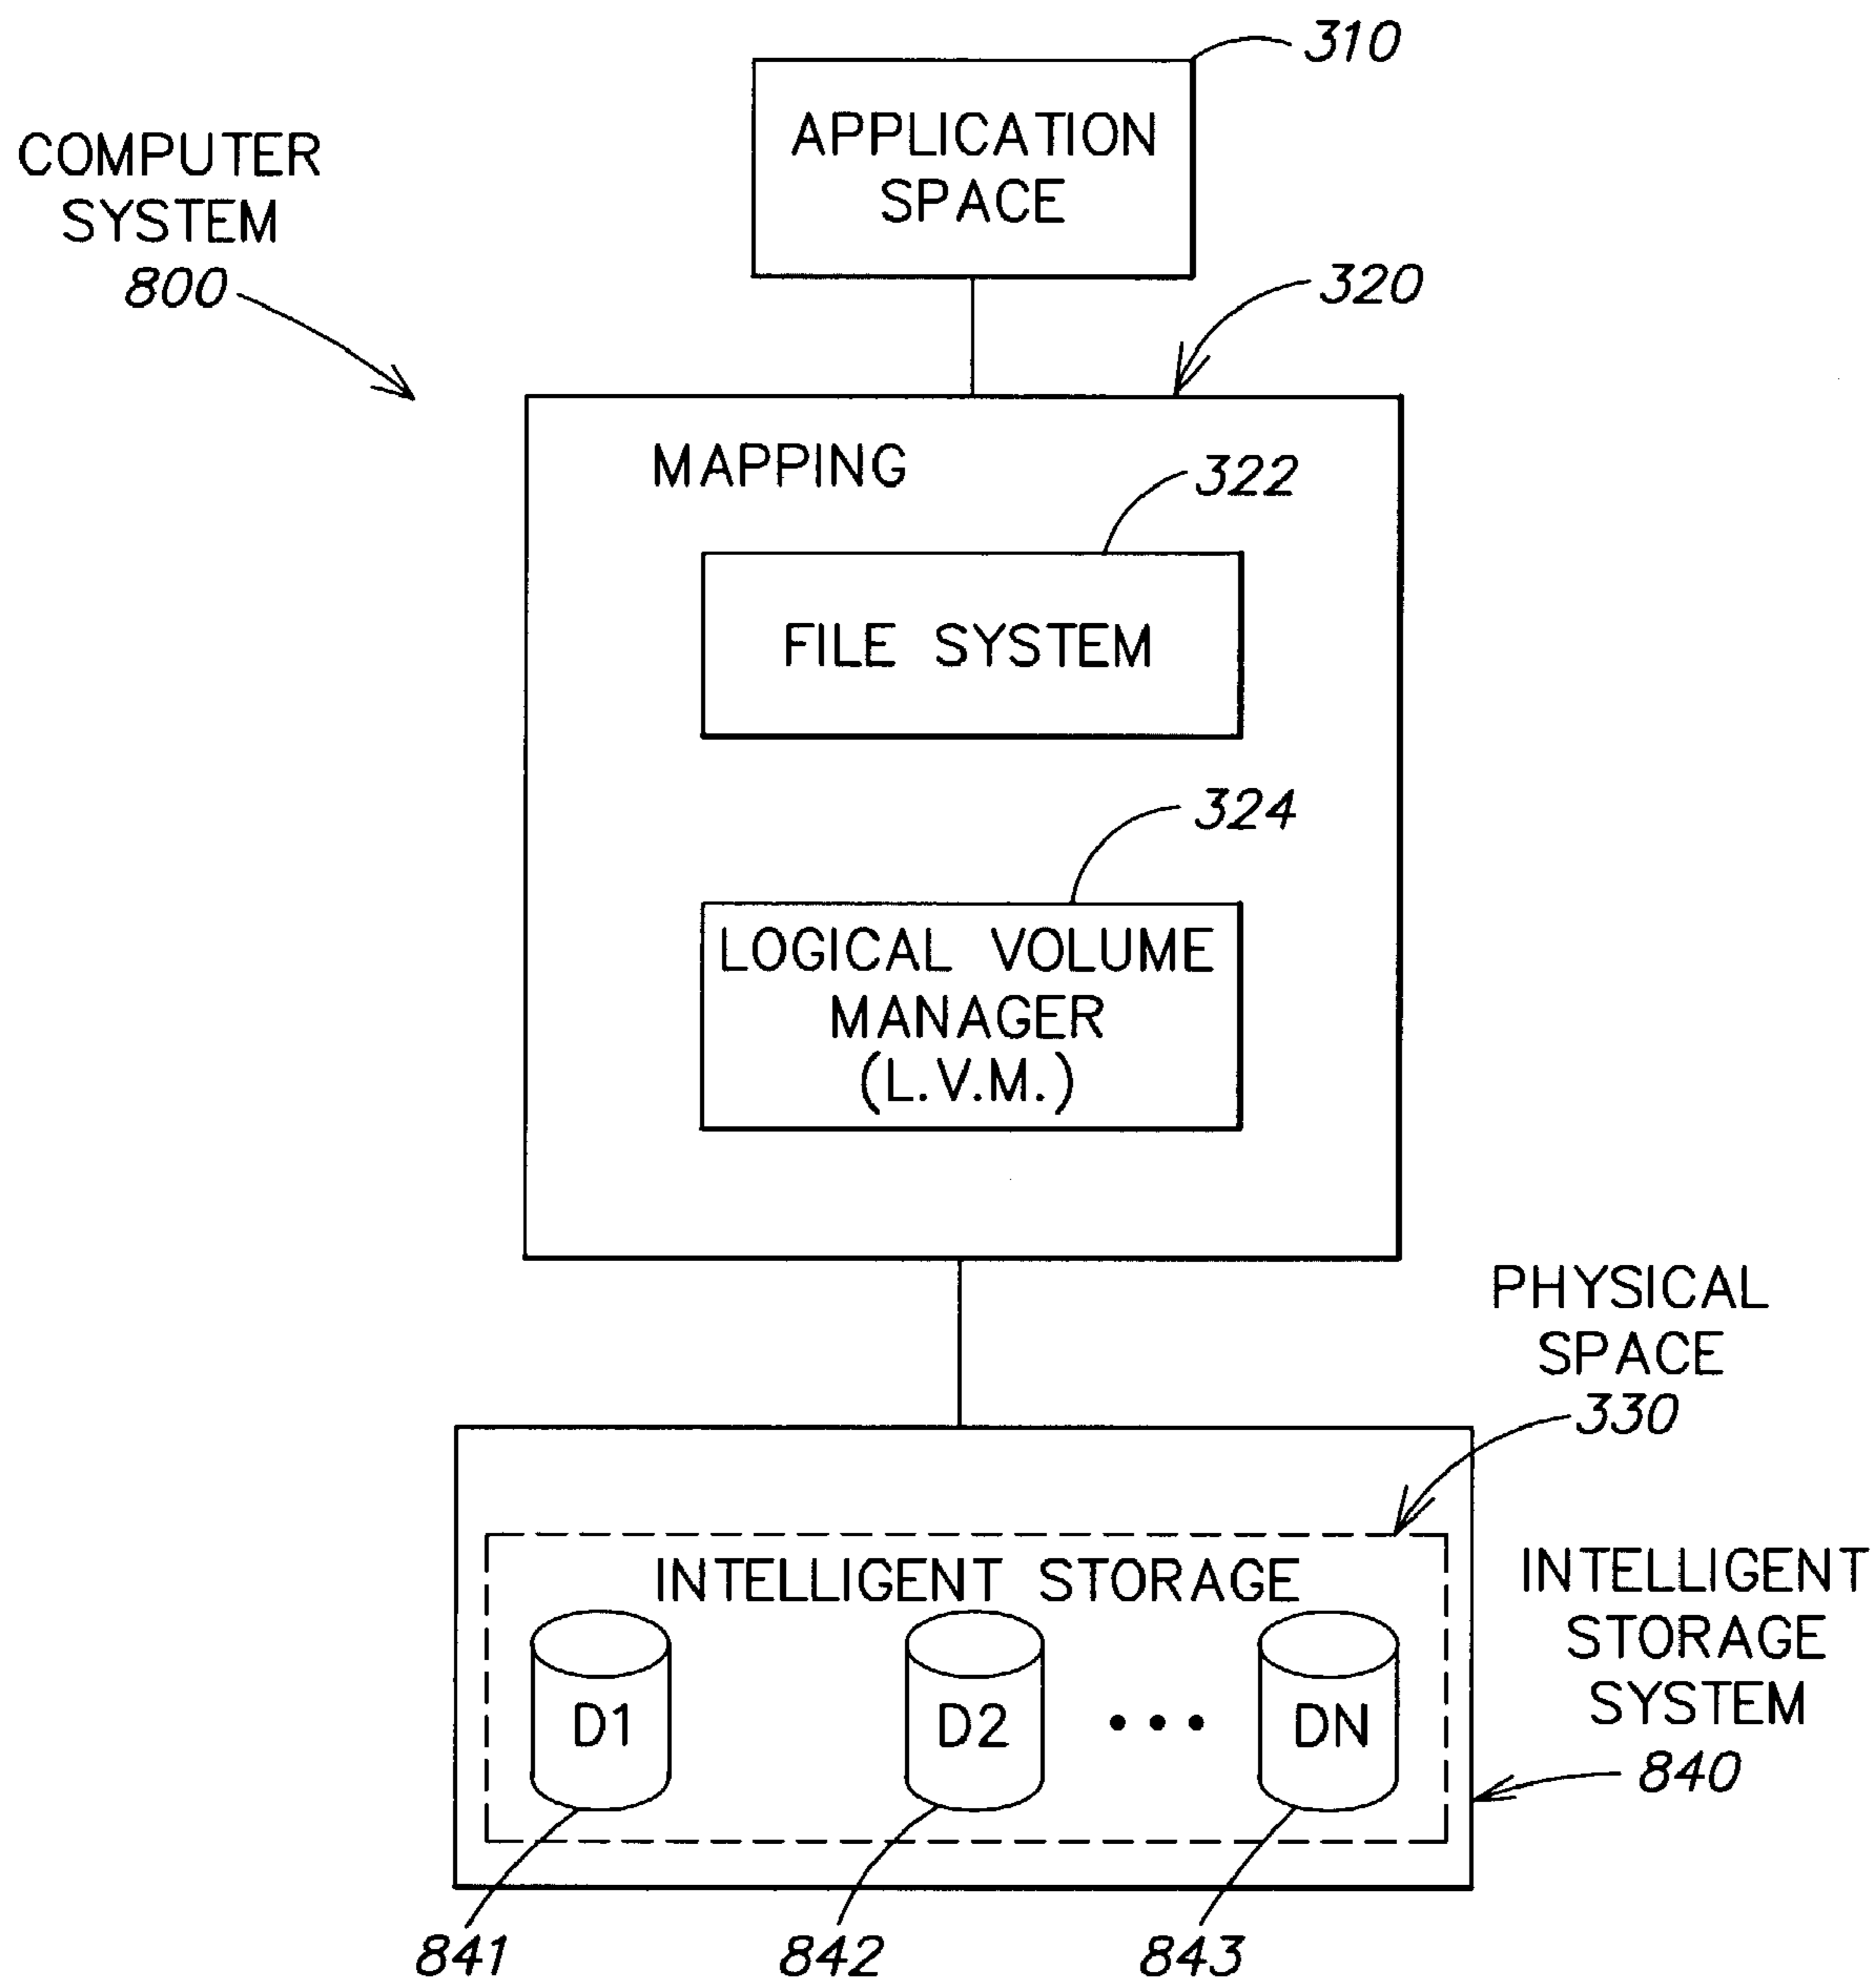 310
APPLICATION
SPACE
COMPUTER
SYSTEM
800
320
MAPPING
322
FILE SYSTEM
324
LOGICAL VOLUME
MANAGER
(L.V.M.)
PHYSICAL
SPACE
330
INTELLIGENT STORAGE
D1
D2
DN
INTELLIGENT
STORAGE
SYSTEM
840
841
842
843